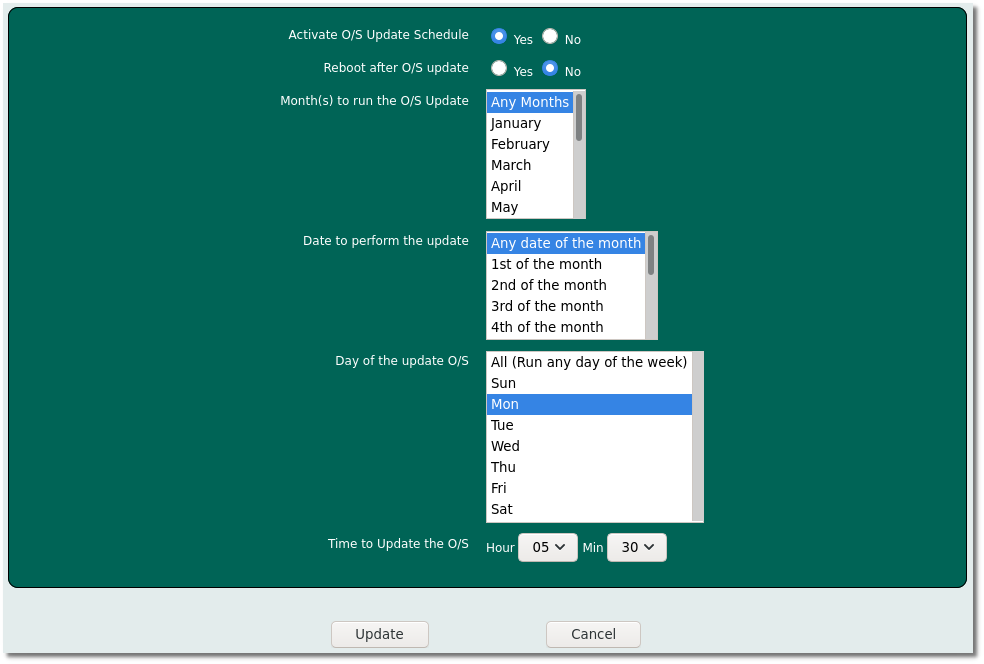 Activate O/S Update Schedule Yes No
Reboot after O/S update Yes No
Month(s) to run the O/S Update Any Months
January
February
March
April
May
Date to perform the update Any date of the month
1st of the month
2nd of the month
3rd of the month
4th of the month
Day of the update O/S All (Run any day of the week)
Sun
Mon
Tue
Wed
Thu
Fri
Sat
Time to Update the O/S Hour 05 Min 30
Update Cancel